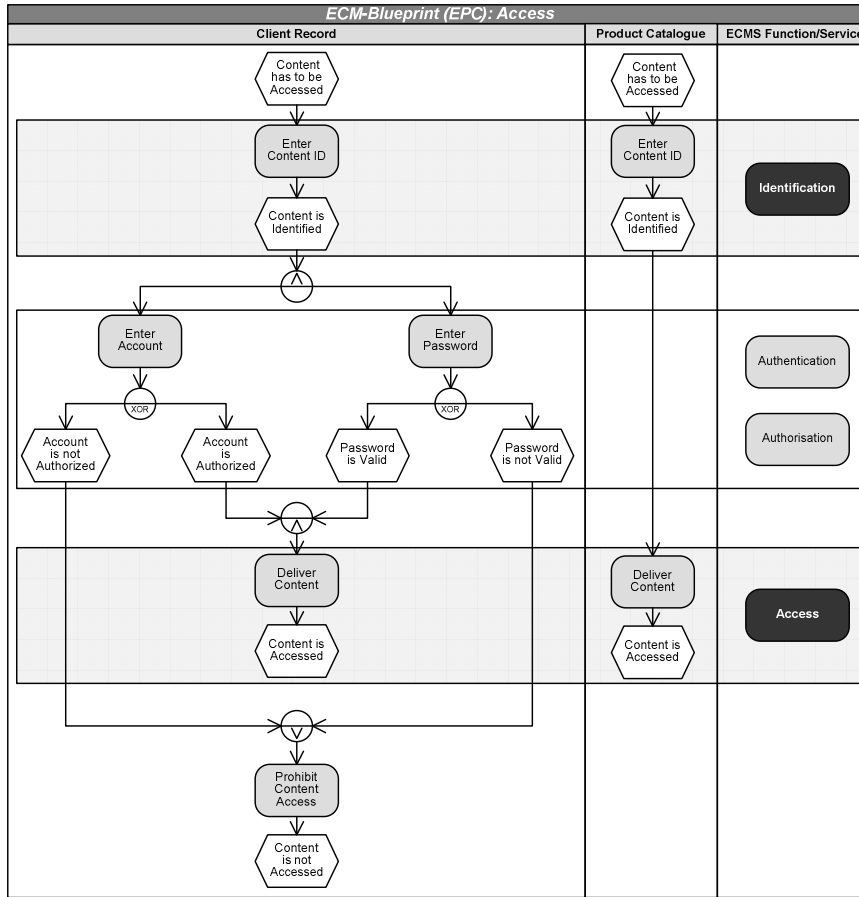 ECM-Blueprint (EPC): Access
Client Record
Product Catalogue
ECMS Function/Service
Content
has to be
Accessed
Content
has to be
Accessed
Enter
Content ID
Enter
Content ID
Identification
Content is
Identified
Content is
Identified
Enter
Account
Enter
Password
Authentication
XOR
XOR
Account
is not
Authorized
Account
is
Authorized
Password
is Valid
Password
is not Valid
Authorisation
Deliver
Content
Deliver
Content
Access
Content is
Accessed
Content is
Accessed
Prohibit
Content
Access
Content
is not
Accessed